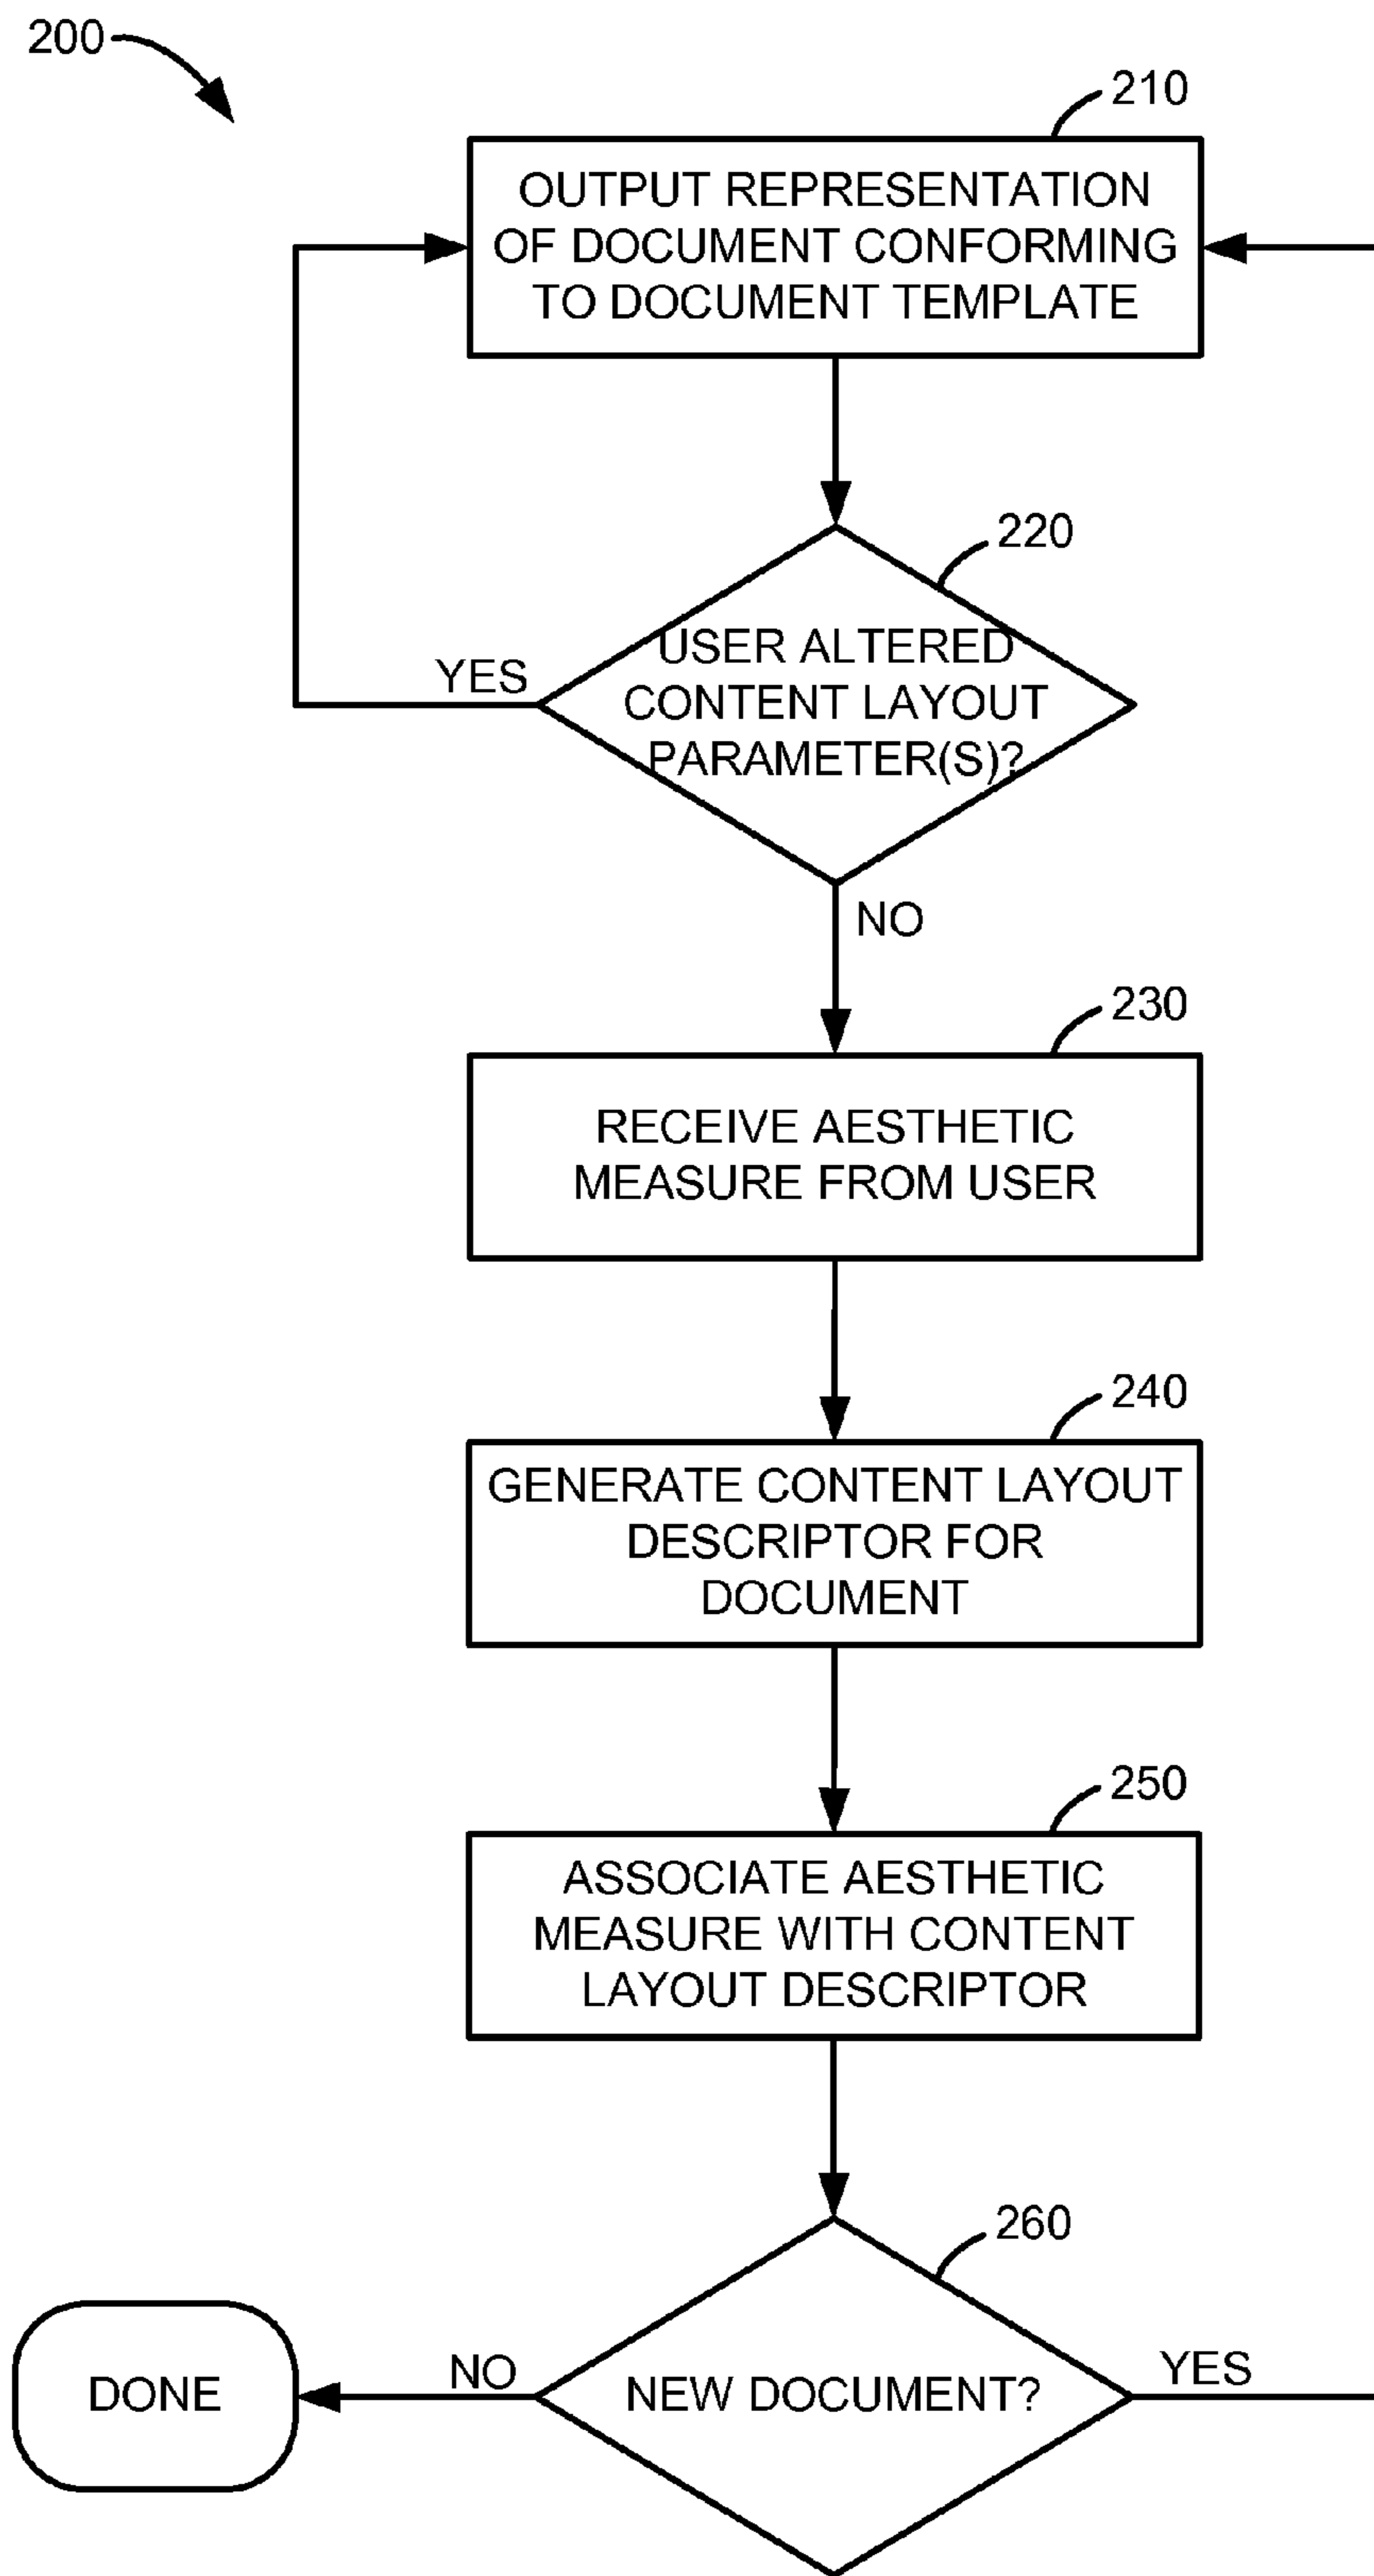 200
210
OUTPUT REPRESENTATION
OF DOCUMENT CONFORMING
TO DOCUMENT TEMPLATE
220
USER ALTERED
CONTENT LAYOUT
PARAMETER(S)?
YES
NO
230
RECEIVE AESTHETIC
MEASURE FROM USER
240
GENERATE CONTENT LAYOUT
DESCRIPTOR FOR
DOCUMENT
250
ASSOCIATE AESTHETIC
MEASURE WITH CONTENT
LAYOUT DESCRIPTOR
260
NEW DOCUMENT?
NO
YES
DONE